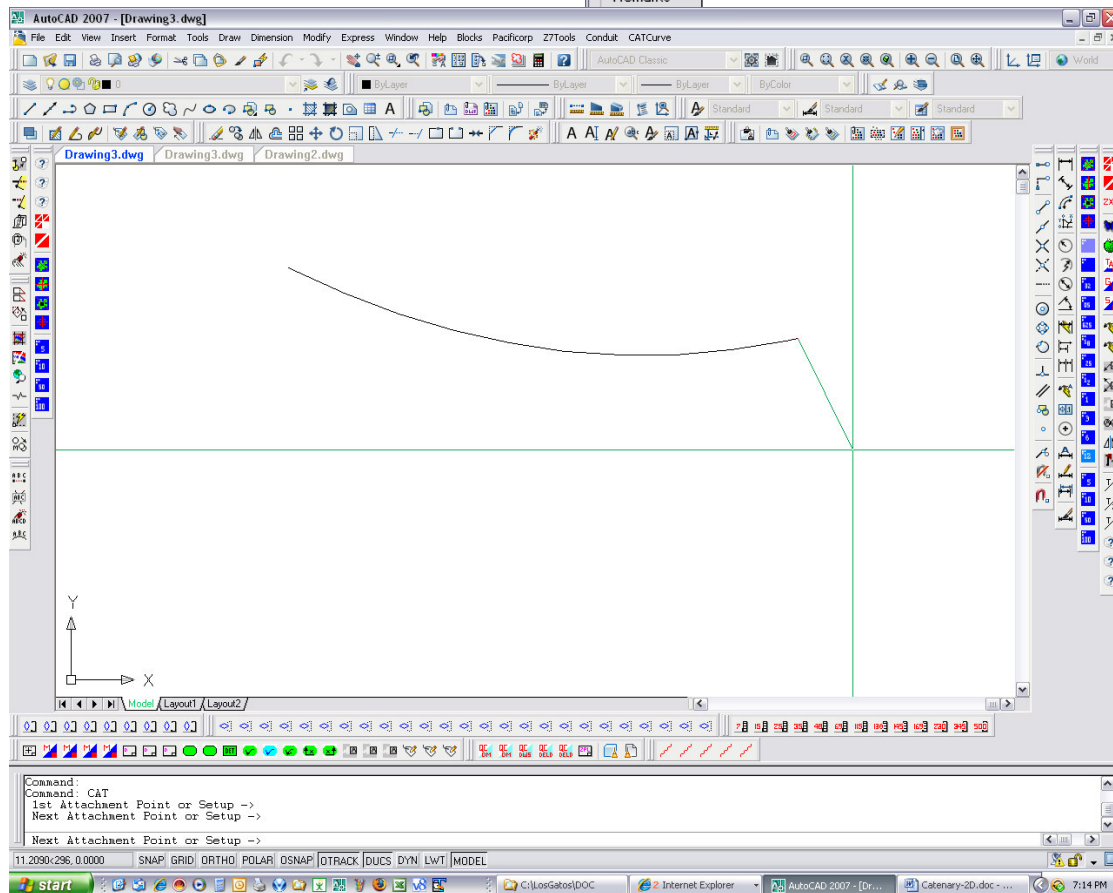 Remarks
AutoCAD 2007 - [Drawing3.dwg]
File Edit View Insert Format Tools Draw Dimension Modify Express Window Help Blocks Pacificorp Z7Tools Conduit CATCurve
AutoCAD Classic
World
0
ByLayer
ByLayer
ByLayer
ByColor
Standard
Standard
Standard
Drawing3.dwg
Drawing3.dwg
Drawing2.dwg
Y
X
Model
Layout1
Layout2
Command:
Command: CAT
1st Attachment Point or Setup ->
Next Attachment Point or Setup ->
Next Attachment Point or Setup ->
11.2090<296, 0.0000 SNAP GRID ORTHO POLAR OSNAP OTRACK DUCS DYN LWT MODEL
start
C:\LosGatos\DOC
2 Internet Explorer
AutoCAD 2007 - [Dr...
Catenary-2D.doc - ...
7:14 PM